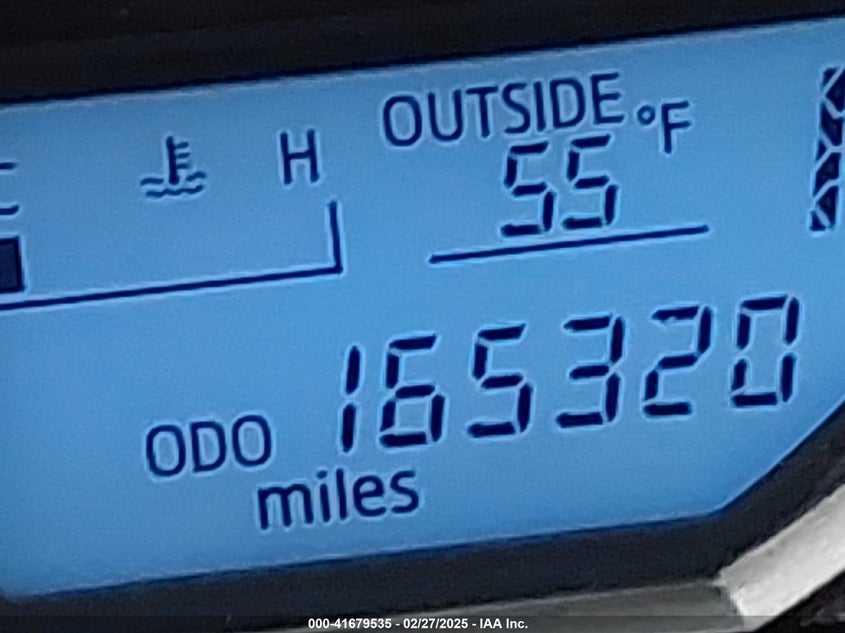 C H
OUTSIDE °F
55
ODO 165320
miles
000-41679535 - 02/27/2025 - IAA Inc.